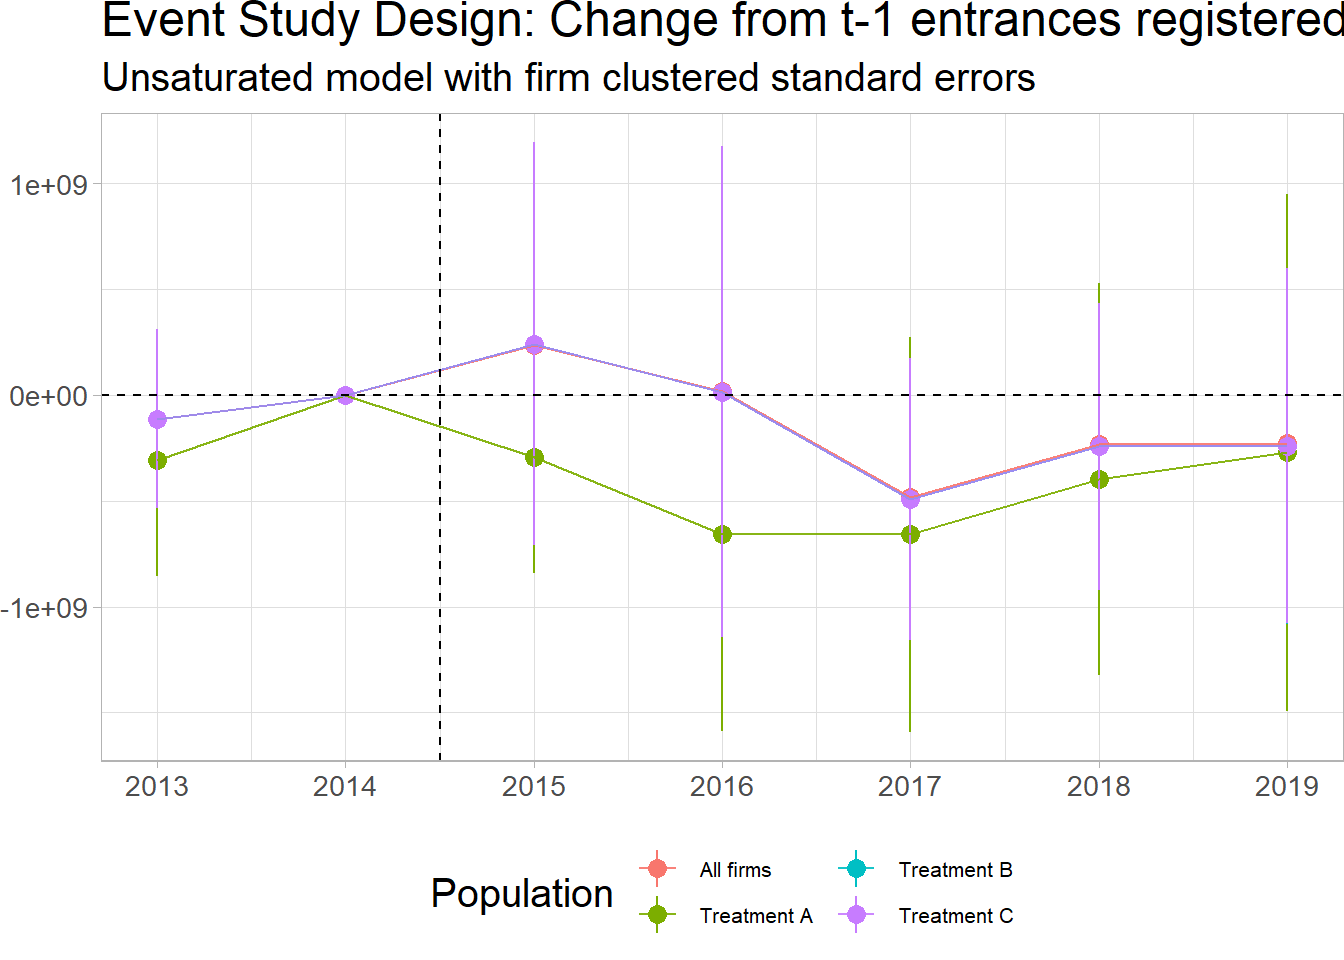 Event Study Design: Change from t-1 entrances registered
Unsaturated model with firm clustered standard errors
1e+09
0e+00
-1e+09
2013 2014 2015 2016 2017 2018 2019
Population
All firms Treatment B
Treatment A Treatment C